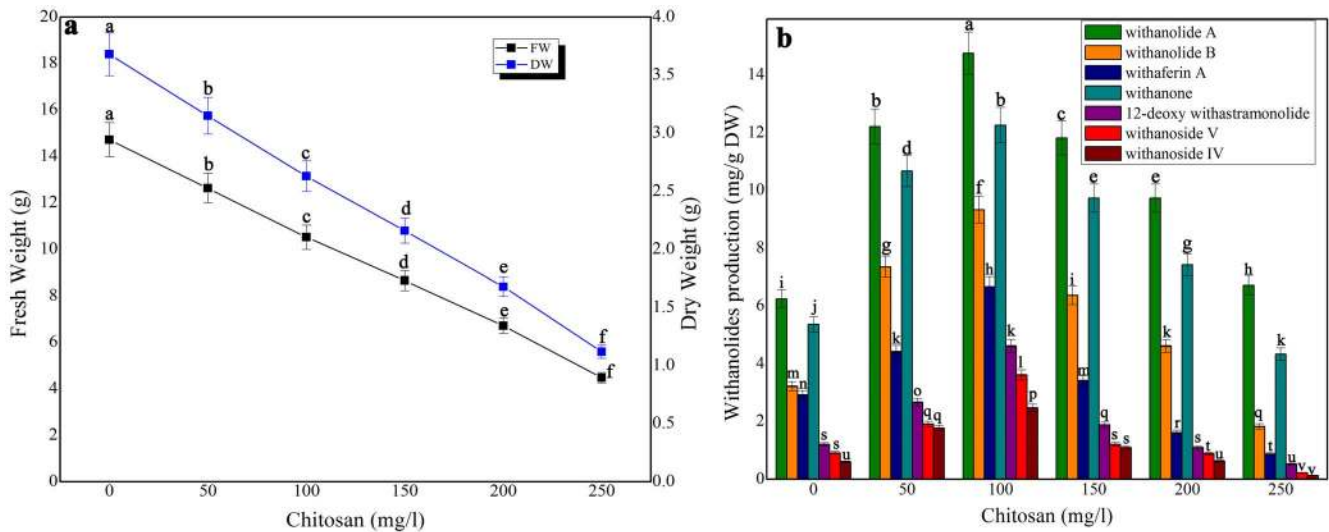 a
FW
DW
20
18
16
14
12
10
8
6
4
2
0
Fresh Weight (g)
4.0
3.5
3.0
2.5
2.0
1.5
1.0
0.5
0.0
Dry Weight (g)
a
b
c
d
e
f
a
b
c
d
e
f
0 50 100 150 200 250
Chitosan (mg/l)
b
withanolide A
withanolide B
withaferin A
withanone
12-deoxy withastramonolide
withanoside V
withanoside IV
14
12
10
8
6
4
2
0
Withanolides production (mg/g DW)
i m n j s s u
b g k d o q q
a f h b k l p
c i m e q s s
e k r g s t u
h q t k u v v
0 50 100 150 200 250
Chitosan (mg/l)